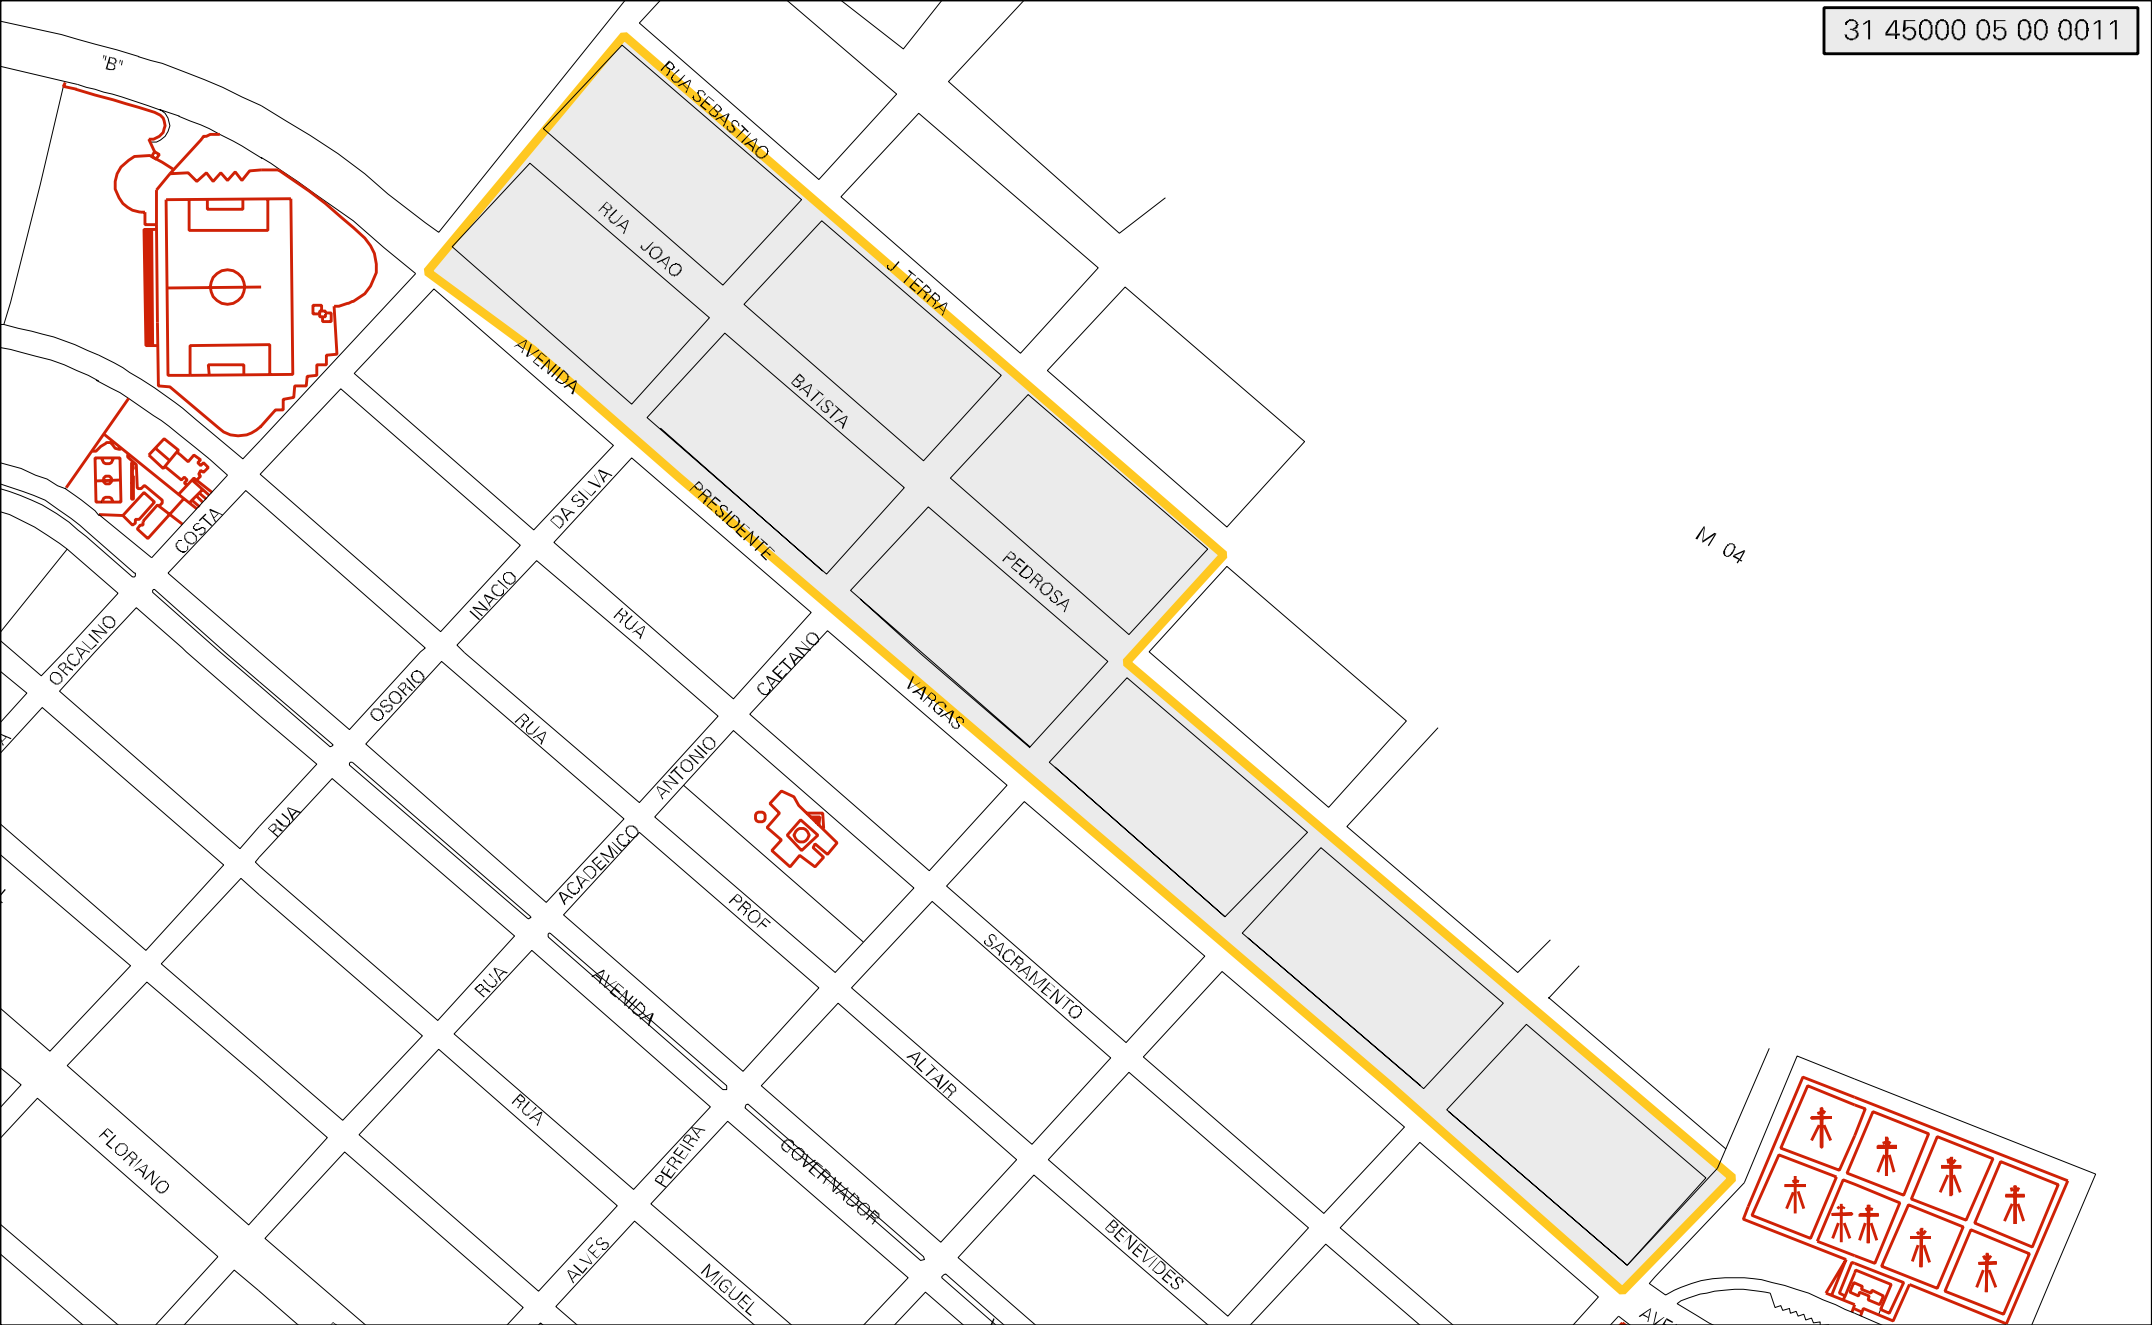 31 45000 05 00 0011
"B"
RUA SEBASTIAO
RUA JOAO
J TERRA
AVENIDA
BATISTA
DA SILVA
PRESIDENTE
COSTA
M 04
PEDROSA
INACIO
RUA
ORCALINO
CAETANO
OSORIO
VARGAS
RUA
ANTONIO
RUA
ACADEMICO
PROF
SACRAMENTO
RUA
AVENIDA
ALTAIR
RUA
FLORIANO
PEREIRA
GOVERNADOR
BENEVIDES
ALVES
MIGUEL
AVE